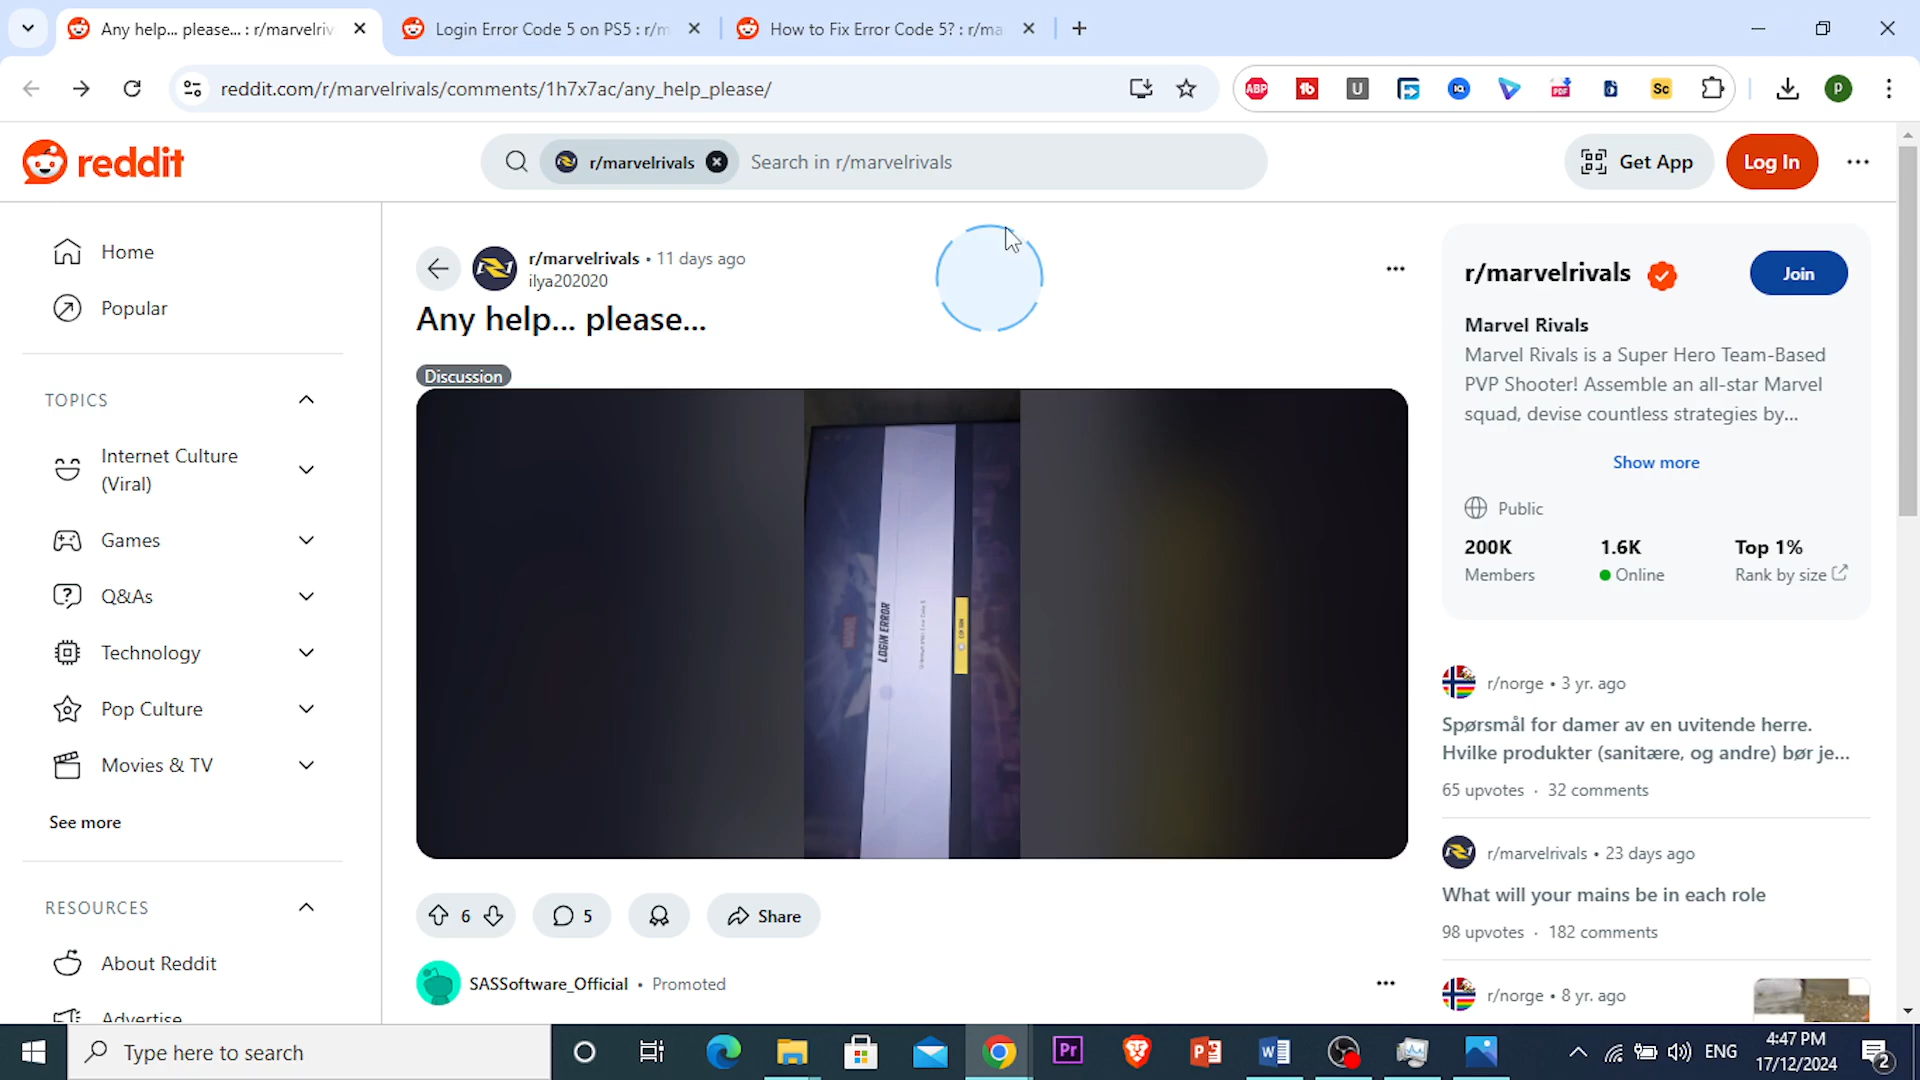 Any help... please... : r/marvelriv
Login Error Code 5 on PS5 : r/m
How to Fix Error Code 5? : r/ma
reddit.com/r/marvelrivals/comments/1h7x7ac/any_help_please/
ABP
U
PDF
Sc
P
reddit
r/marvelrivals
Search in r/marvelrivals
Get App
Log In
Home
Popular
TOPICS
Internet Culture
(Viral)
Games
Q&As
Technology
Pop Culture
Movies & TV
See more
RESOURCES
About Reddit
Advertise
r/marvelrivals • 11 days ago
ilya202020
Any help... please...
Discussion
LOGIN ERROR
6
5
Share
SASSoftware_Official • Promoted
r/marvelrivals
Join
Marvel Rivals
Marvel Rivals is a Super Hero Team-Based
PVP Shooter! Assemble an all-star Marvel
squad, devise countless strategies by...
Show more
Public
200K
1.6K
Top 1%
Members
Online
Rank by size
r/norge • 3 yr. ago
Spørsmål for damer av en uvitende herre.
Hvilke produkter (sanitære, og andre) bør je...
65 upvotes · 32 comments
r/marvelrivals • 23 days ago
What will your mains be in each role
98 upvotes · 182 comments
r/norge • 8 yr. ago
Type here to search
Pr
ENG
4:47 PM
17/12/2024
2